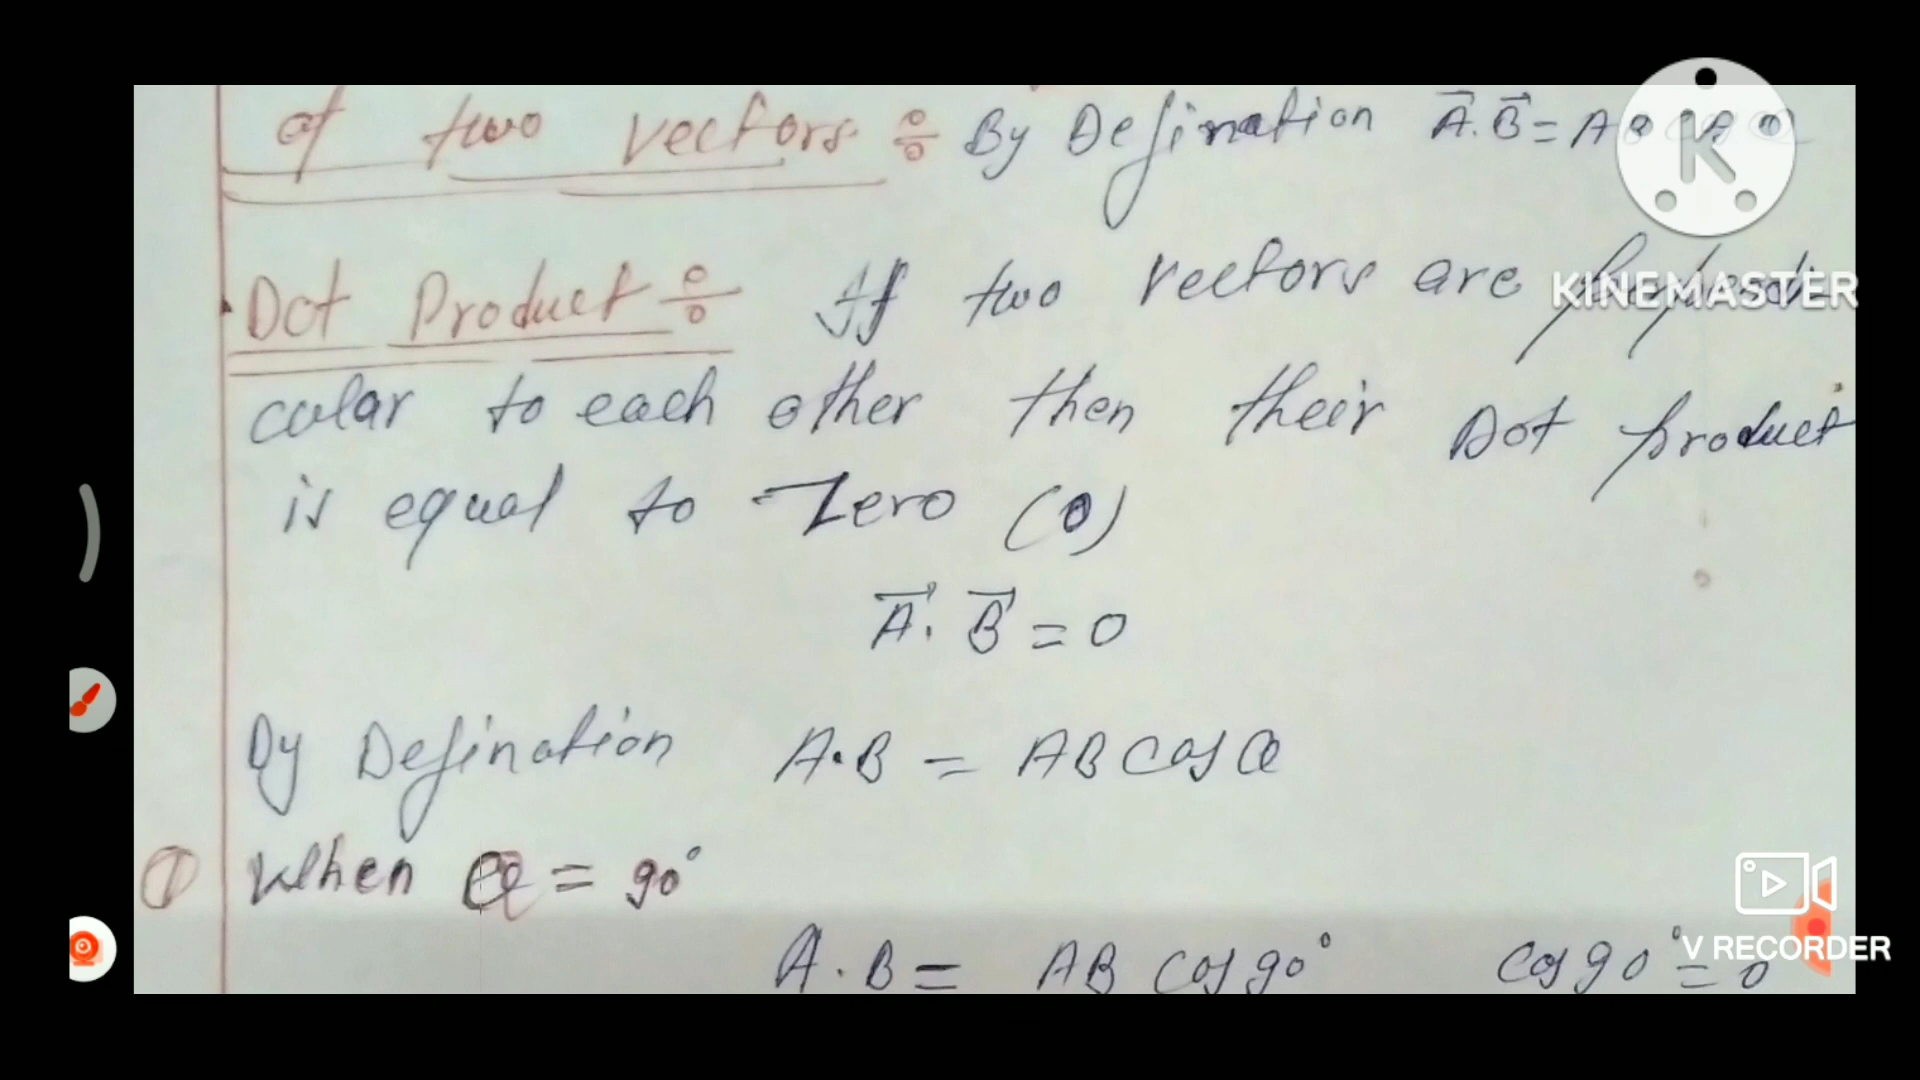 of two vectors ÷ By Defination A⃗.B⃗ = A
KINEMASTER
Dot Product ÷ If two vectors are
cular to each other then their Dot product
is equal to Zero (0)
A⃗. B⃗ = 0
By Defination A.B = AB Cos Q
① When Q = 90°
A.B = AB Cos 90° Cos 90° = 0
V RECORDER